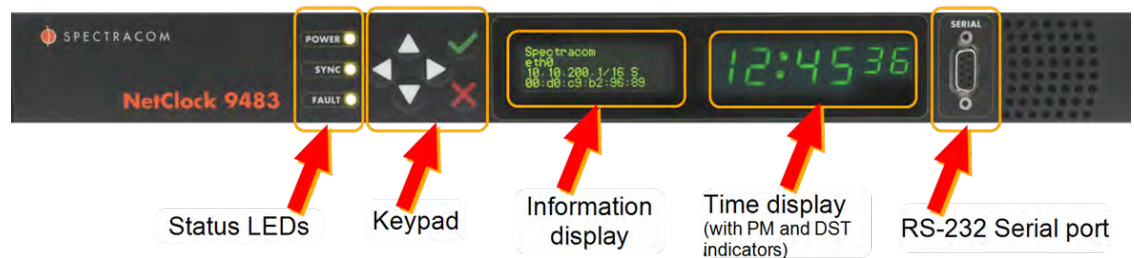 SPECTRACOM
NetClock 9483
POWER
SYNC
FAULT
Spectracom
eth0
10.10.200.1/16 S
00:d0:c9:b2:96:89
12:45 36
SERIAL
Status LEDs
Keypad
Information
display
Time display
(with PM and DST
indicators)
RS-232 Serial port